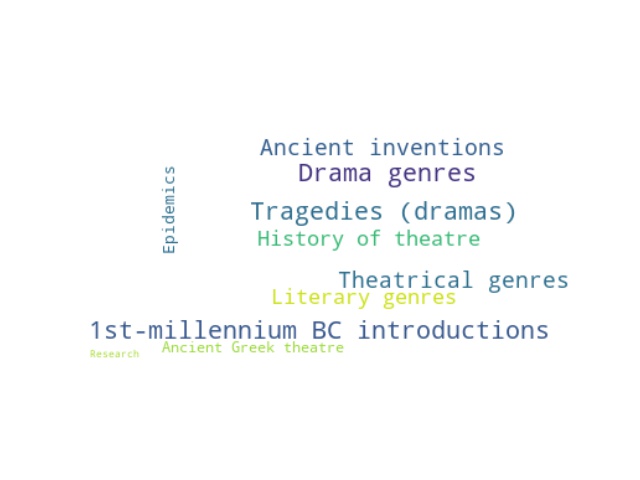 Ancient inventions
Drama genres
Epidemics
Tragedies (dramas)
History of theatre
Theatrical genres
Literary genres
1st-millennium BC introductions
Ancient Greek theatre
Research